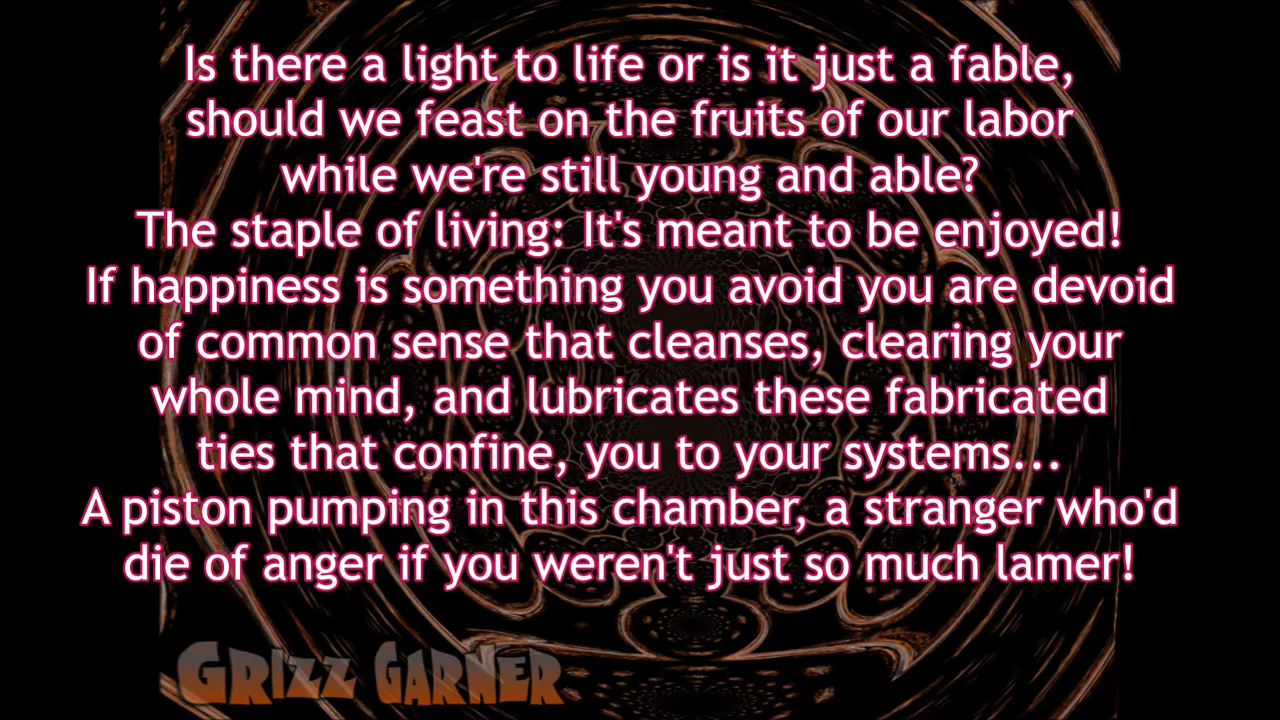 Is there a light to life or is it just a fable,
should we feast on the fruits of our labor
while we're still young and able?
The staple of living: It's meant to be enjoyed!
If happiness is something you avoid you are devoid
of common sense that cleanses, clearing your
whole mind, and lubricates these fabricated
ties that confine, you to your systems...
A piston pumping in this chamber, a stranger who'd
die of anger if you weren't just so much lamer!
GRIZZ GARNER